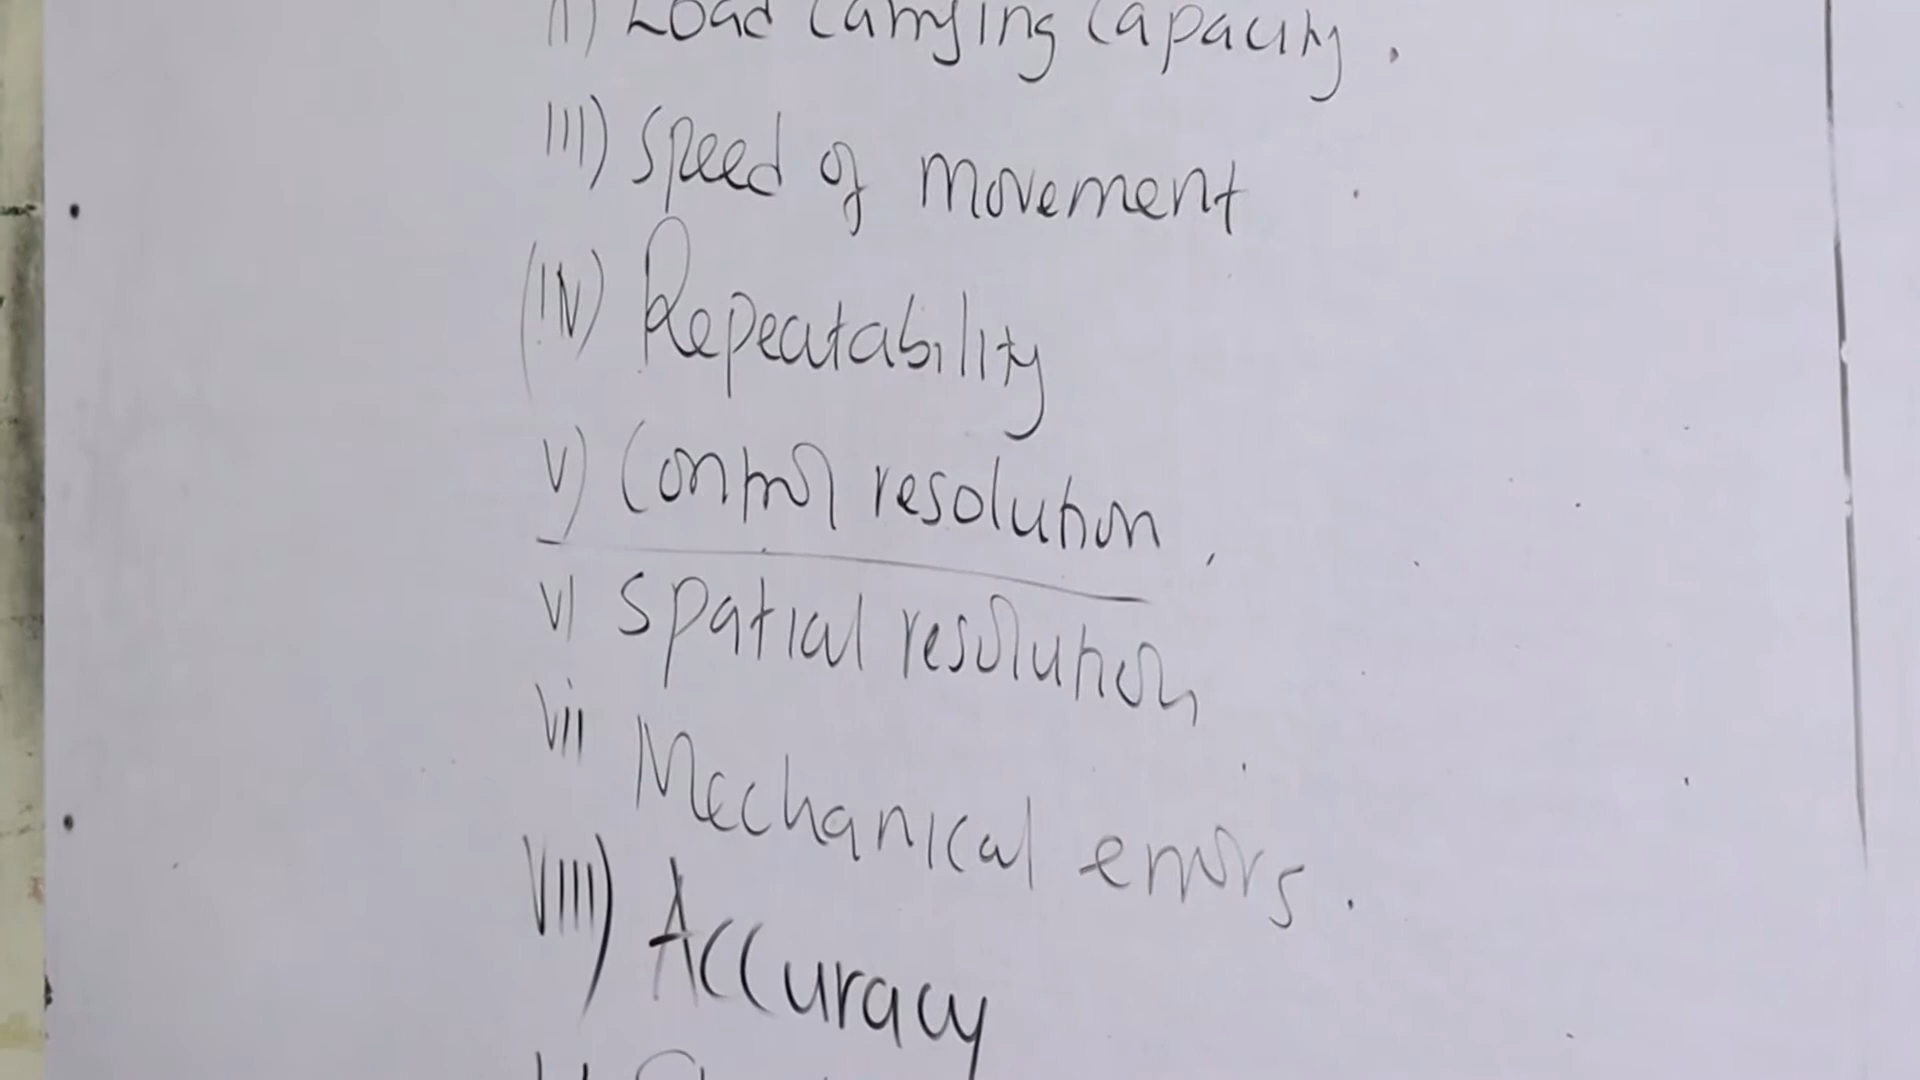 II) Load Carrying Capacity.
III) Speed of movement
(IV) Repeatability
V) Control resolution,
VI Spatial resolution
VII Mechanical errors.
VIII) Accuracy